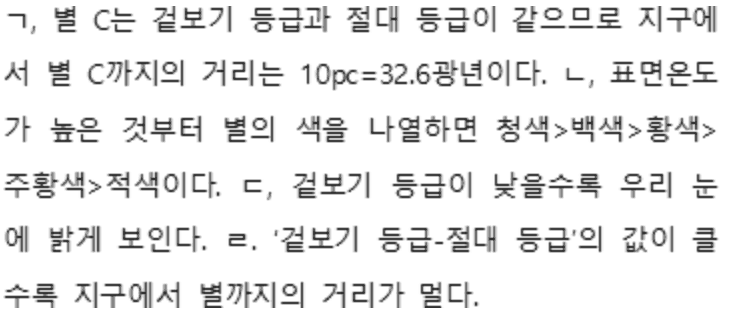 ㄱ, 별 C는 겉보기 등급과 절대 등급이 같으므로 지구에
서 별 C까지의 거리는 10pc=32.6광년이다. ㄴ, 표면온도
가 높은 것부터 별의 색을 나열하면 청색>백색>황색>
주황색>적색이다. ㄷ, 겉보기 등급이 낮을수록 우리 눈
에 밝게 보인다. ㄹ. '겉보기 등급-절대 등급'의 값이 클
수록 지구에서 별까지의 거리가 멀다.